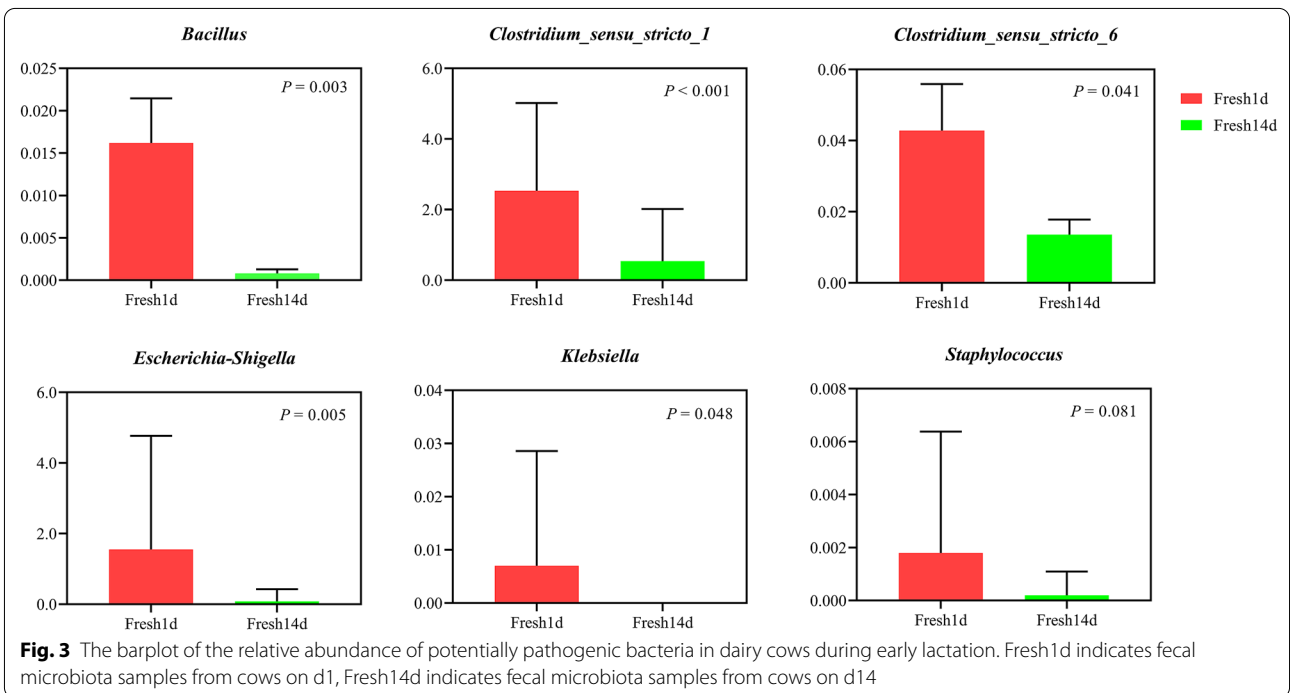 Bacillus
0.025
0.020
0.015
0.010
0.005
0.000
P = 0.003
Fresh1d Fresh14d
Clostridium_sensu_stricto_1
6.0
4.0
2.0
0.0
P < 0.001
Fresh1d Fresh14d
Clostridium_sensu_stricto_6
0.06
0.04
0.02
0.00
P = 0.041
Fresh1d Fresh14d
Fresh1d
Fresh14d
Escherichia-Shigella
6.0
4.0
2.0
0.0
P = 0.005
Fresh1d Fresh14d
Klebsiella
0.04
0.03
0.02
0.01
0.00
P = 0.048
Fresh1d Fresh14d
Staphylococcus
0.008
0.006
0.004
0.002
0.000
P = 0.081
Fresh1d Fresh14d
Fig. 3 The barplot of the relative abundance of potentially pathogenic bacteria in dairy cows during early lactation. Fresh1d indicates fecal
microbiota samples from cows on d1, Fresh14d indicates fecal microbiota samples from cows on d14